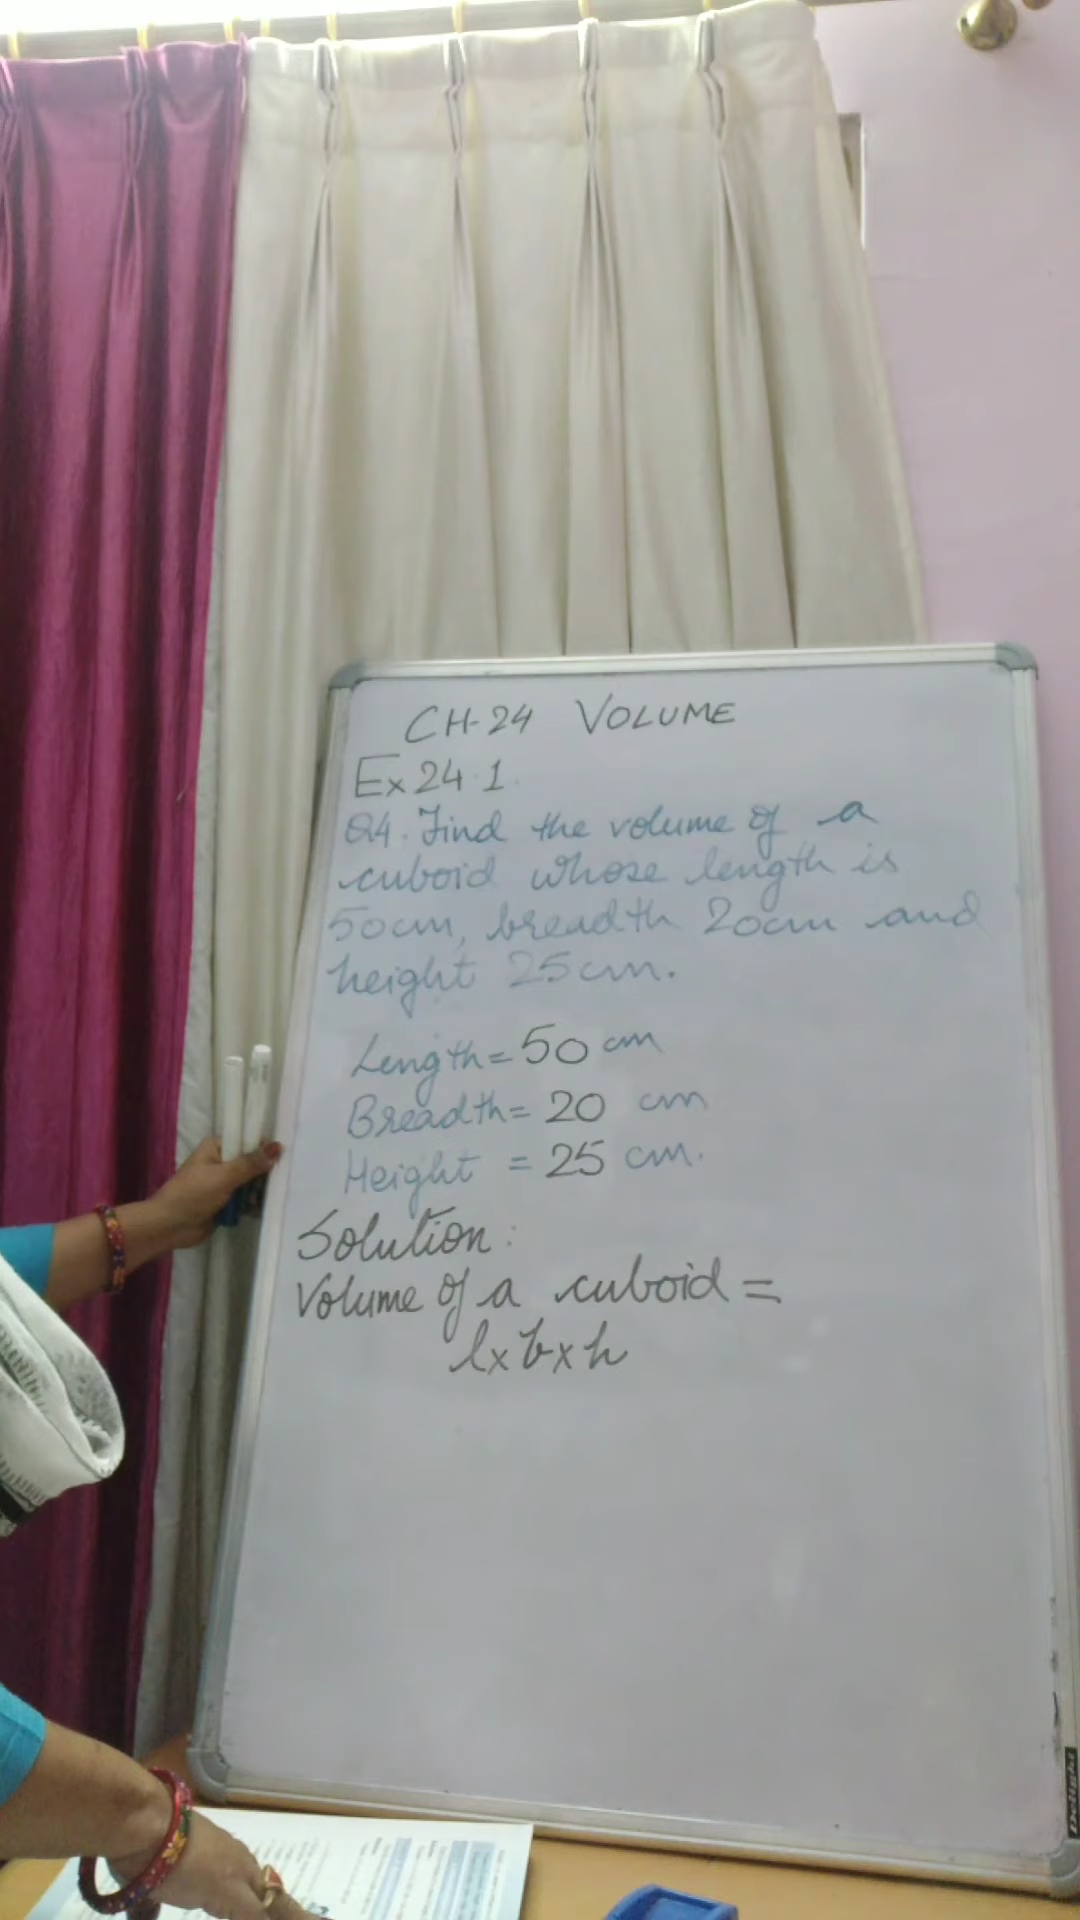 CH-24 VOLUME
Ex 24.1
Q4. Find the volume of a
cuboid whose length is
50cm, breadth 20cm and
height 25cm.
Length = 50 cm
Breadth = 20 cm
Height = 25 cm.
Solution:
Volume of a cuboid =
l×b×h
Delight